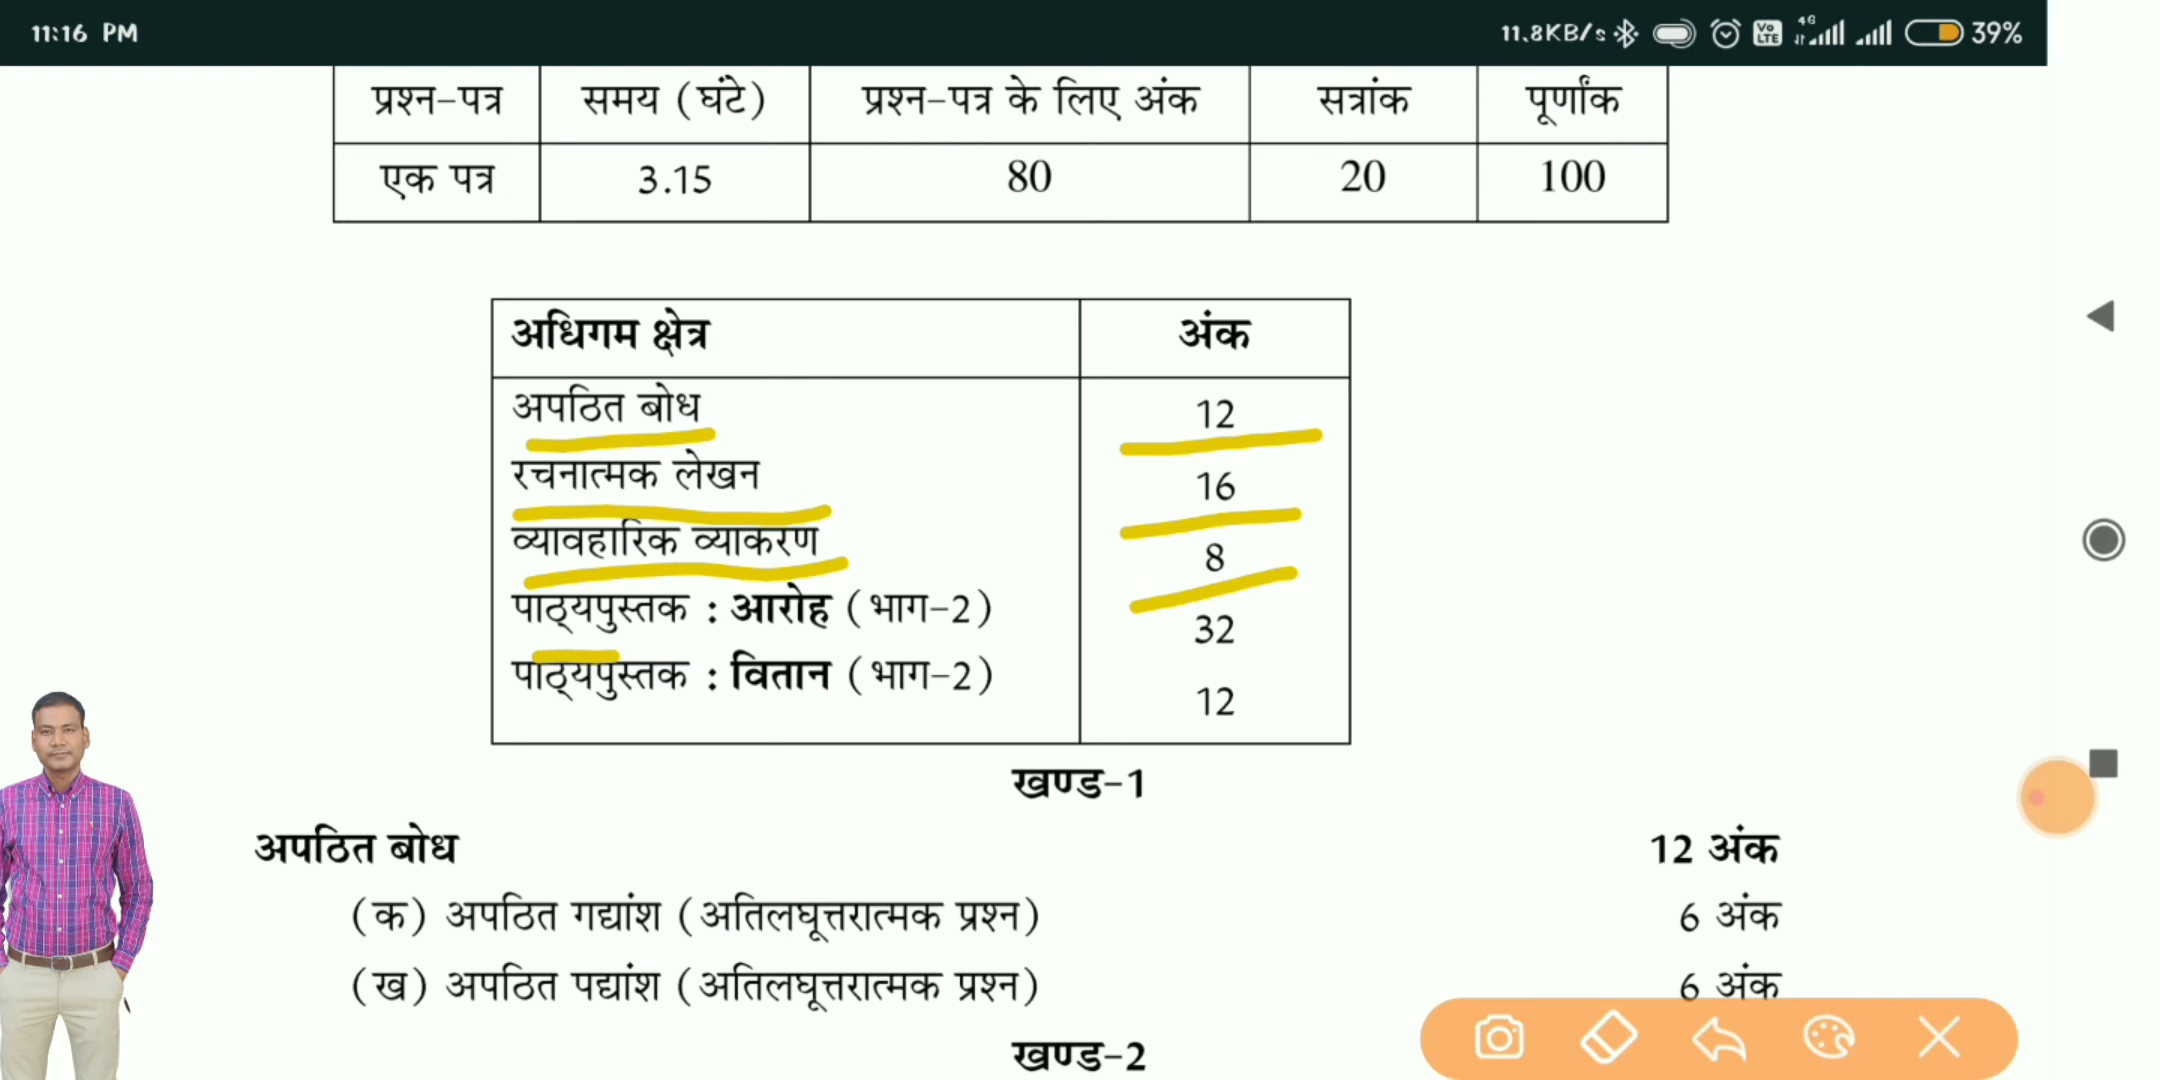 11:16 PM 11.8KB/s Vo LTE 4G 39%
प्रश्न-पत्र समय (घंटे) प्रश्न-पत्र के लिए अंक सत्रांक पूर्णांक
एक पत्र 3.15 80 20 100
अधिगम क्षेत्र अंक
अपठित बोध 12
रचनात्मक लेखन 16
व्यावहारिक व्याकरण 8
पाठ्यपुस्तक : आरोह (भाग-2) 32
पाठ्यपुस्तक : वितान (भाग-2) 12
खण्ड-1
अपठित बोध 12 अंक
(क) अपठित गद्यांश (अतिलघूत्तरात्मक प्रश्न) 6 अंक
(ख) अपठित पद्यांश (अतिलघूत्तरात्मक प्रश्न) 6 अंक
खण्ड-2